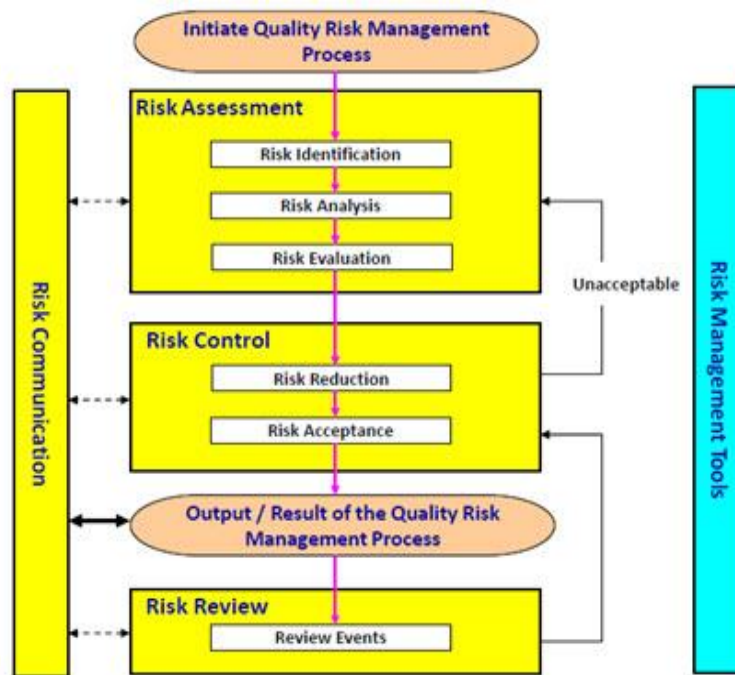 Initiate Quality Risk Management
Process
Risk Assessment
Risk Identification
Risk Analysis
Risk Evaluation
Unacceptable
Risk Control
Risk Reduction
Risk Acceptance
Output / Result of the Quality Risk
Management Process
Risk Review
Review Events
Risk Communication
Risk Management Tools